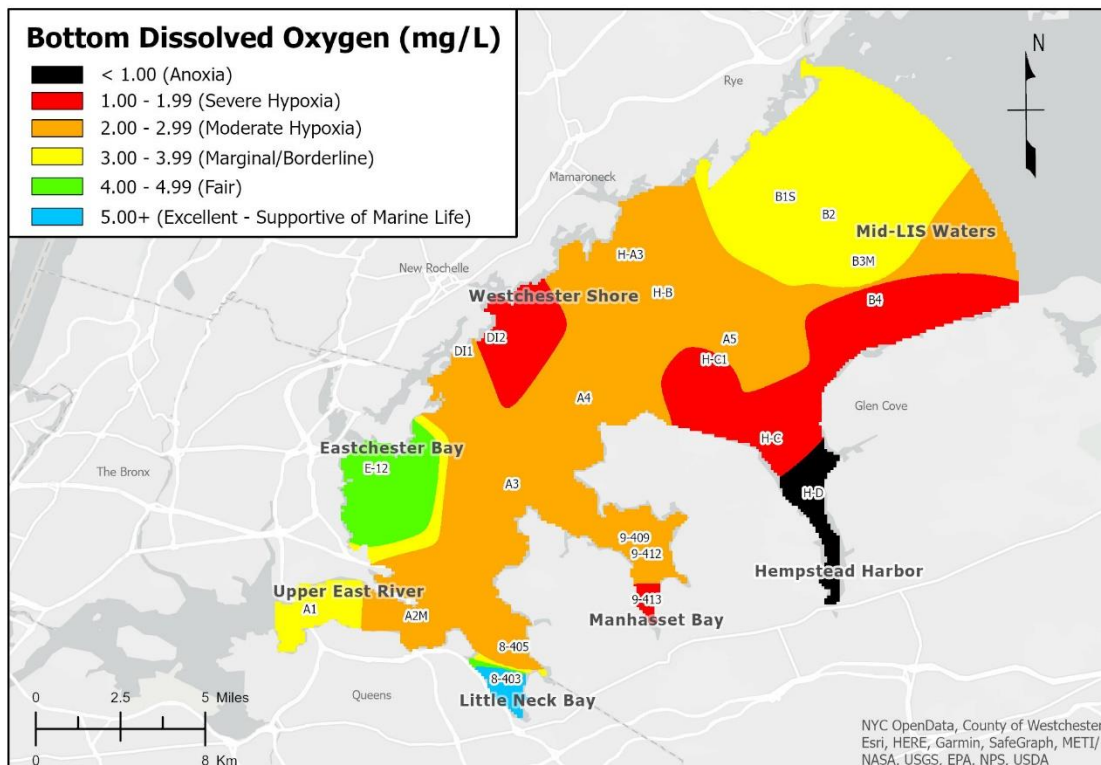 Bottom Dissolved Oxygen (mg/L)
< 1.00 (Anoxia)
1.00 - 1.99 (Severe Hypoxia)
2.00 - 2.99 (Moderate Hypoxia)
3.00 - 3.99 (Marginal/Borderline)
4.00 - 4.99 (Fair)
5.00+ (Excellent - Supportive of Marine Life)
N
Rye
Mamaroneck
B1S
B2
Mid-LIS Waters
H-A3
B3M
New Rochelle
Westchester Shore
H-B
B4
DI1
DI2
A5
H-C1
A4
Glen Cove
H-C
Eastchester Bay
The Bronx
E-12
A3
H-D
9-409
9-412
Hempstead Harbor
Upper East River
A1
A2M
9-413
Manhasset Bay
8-405
8-403
Queens
Little Neck Bay
0 2.5 5 Miles
0 8 Km
NYC OpenData, County of Westchester,
Esri, HERE, Garmin, SafeGraph, METI/
NASA, USGS, EPA, NPS, USDA